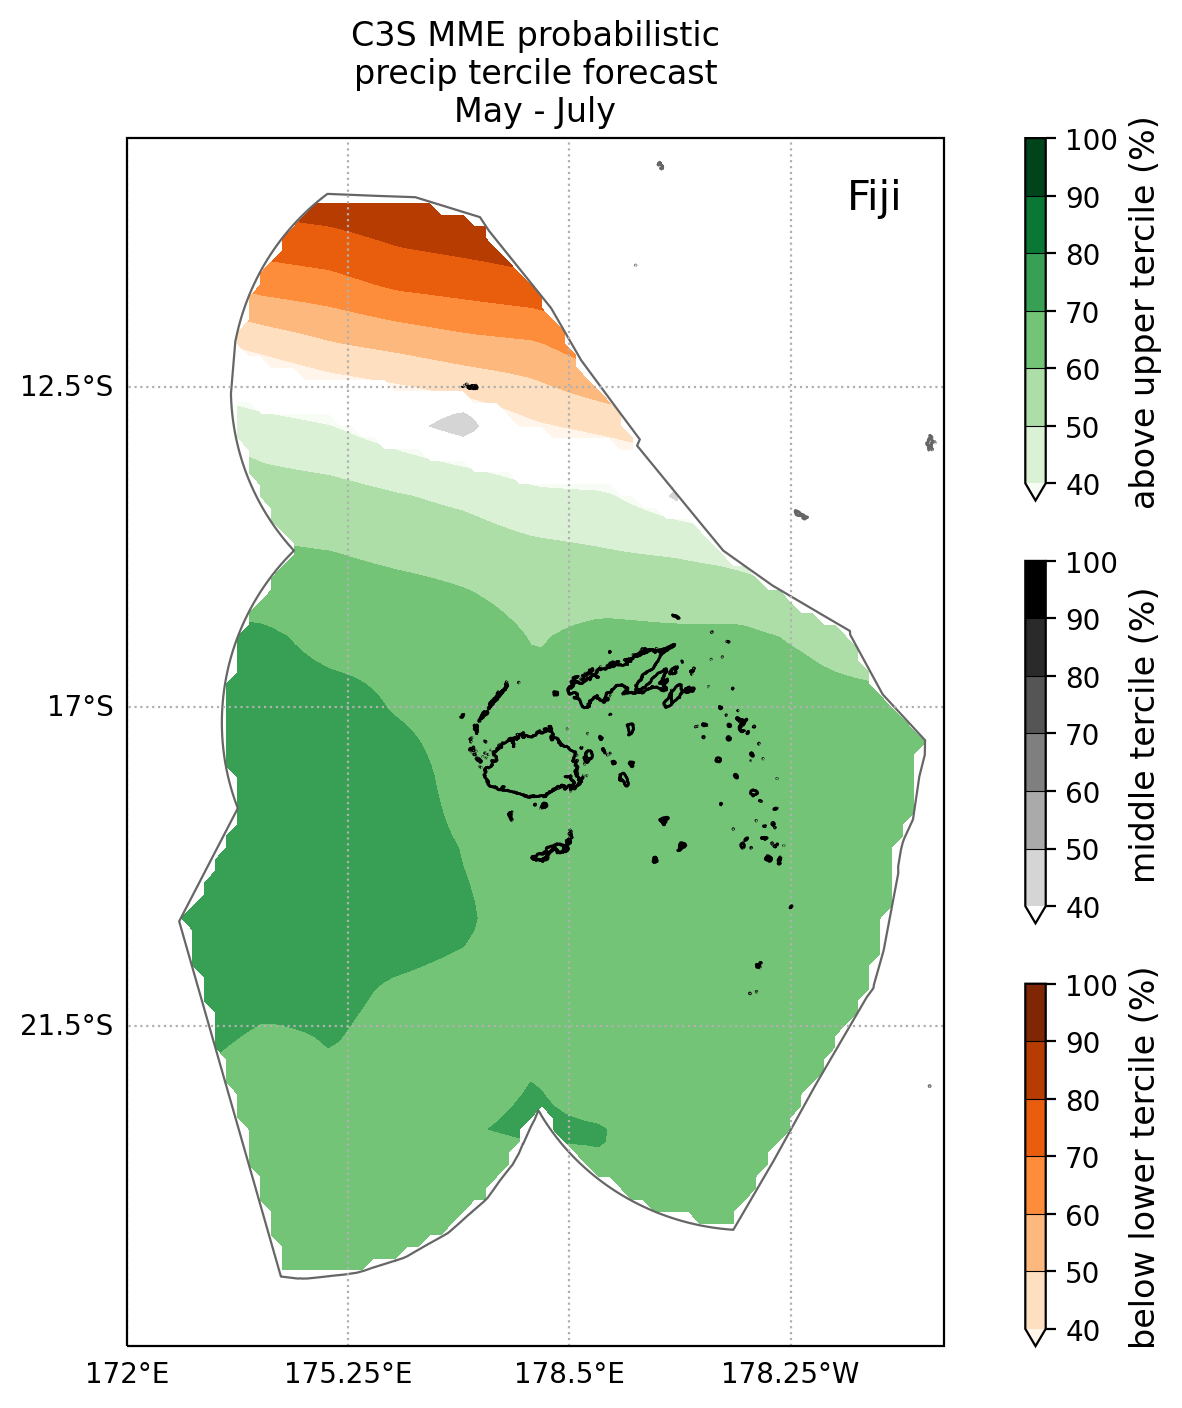 C3S MME probabilistic
precip tercile forecast
May - July
Fiji
12.5°S
17°S
21.5°S
172°E
175.25°E
178.5°E
178.25°W
100
90
80
70
60
50
40
above upper tercile (%)
100
90
80
70
60
50
40
middle tercile (%)
100
90
80
70
60
50
40
below lower tercile (%)